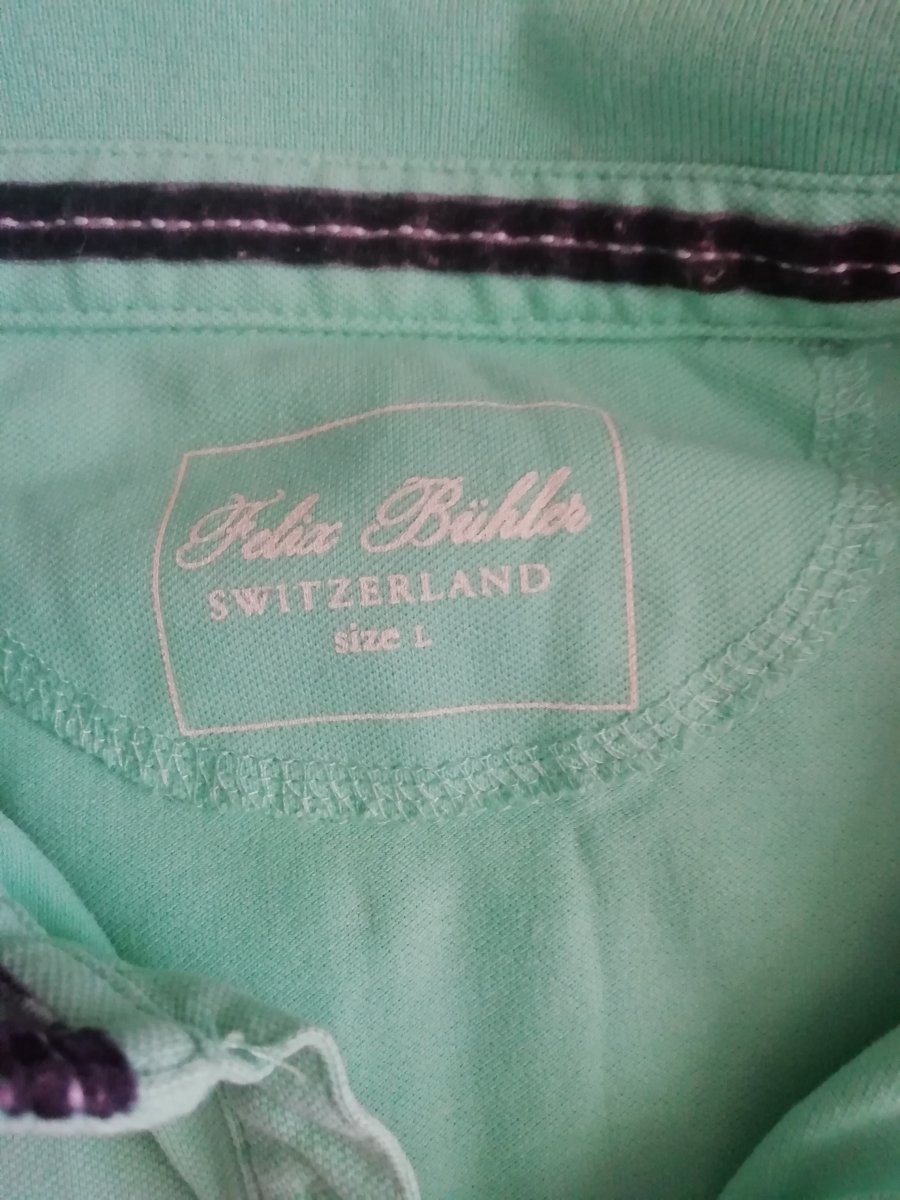 Felix Bühler
SWITZERLAND
size L